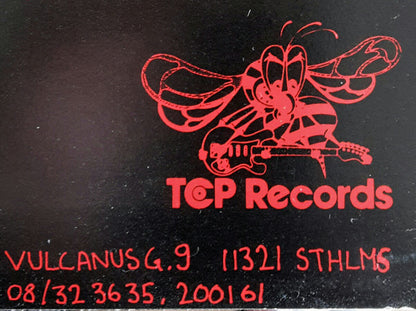 TCP Records
VULCANUSG.9 11321 STHLMS
08/32 36 35, 200161